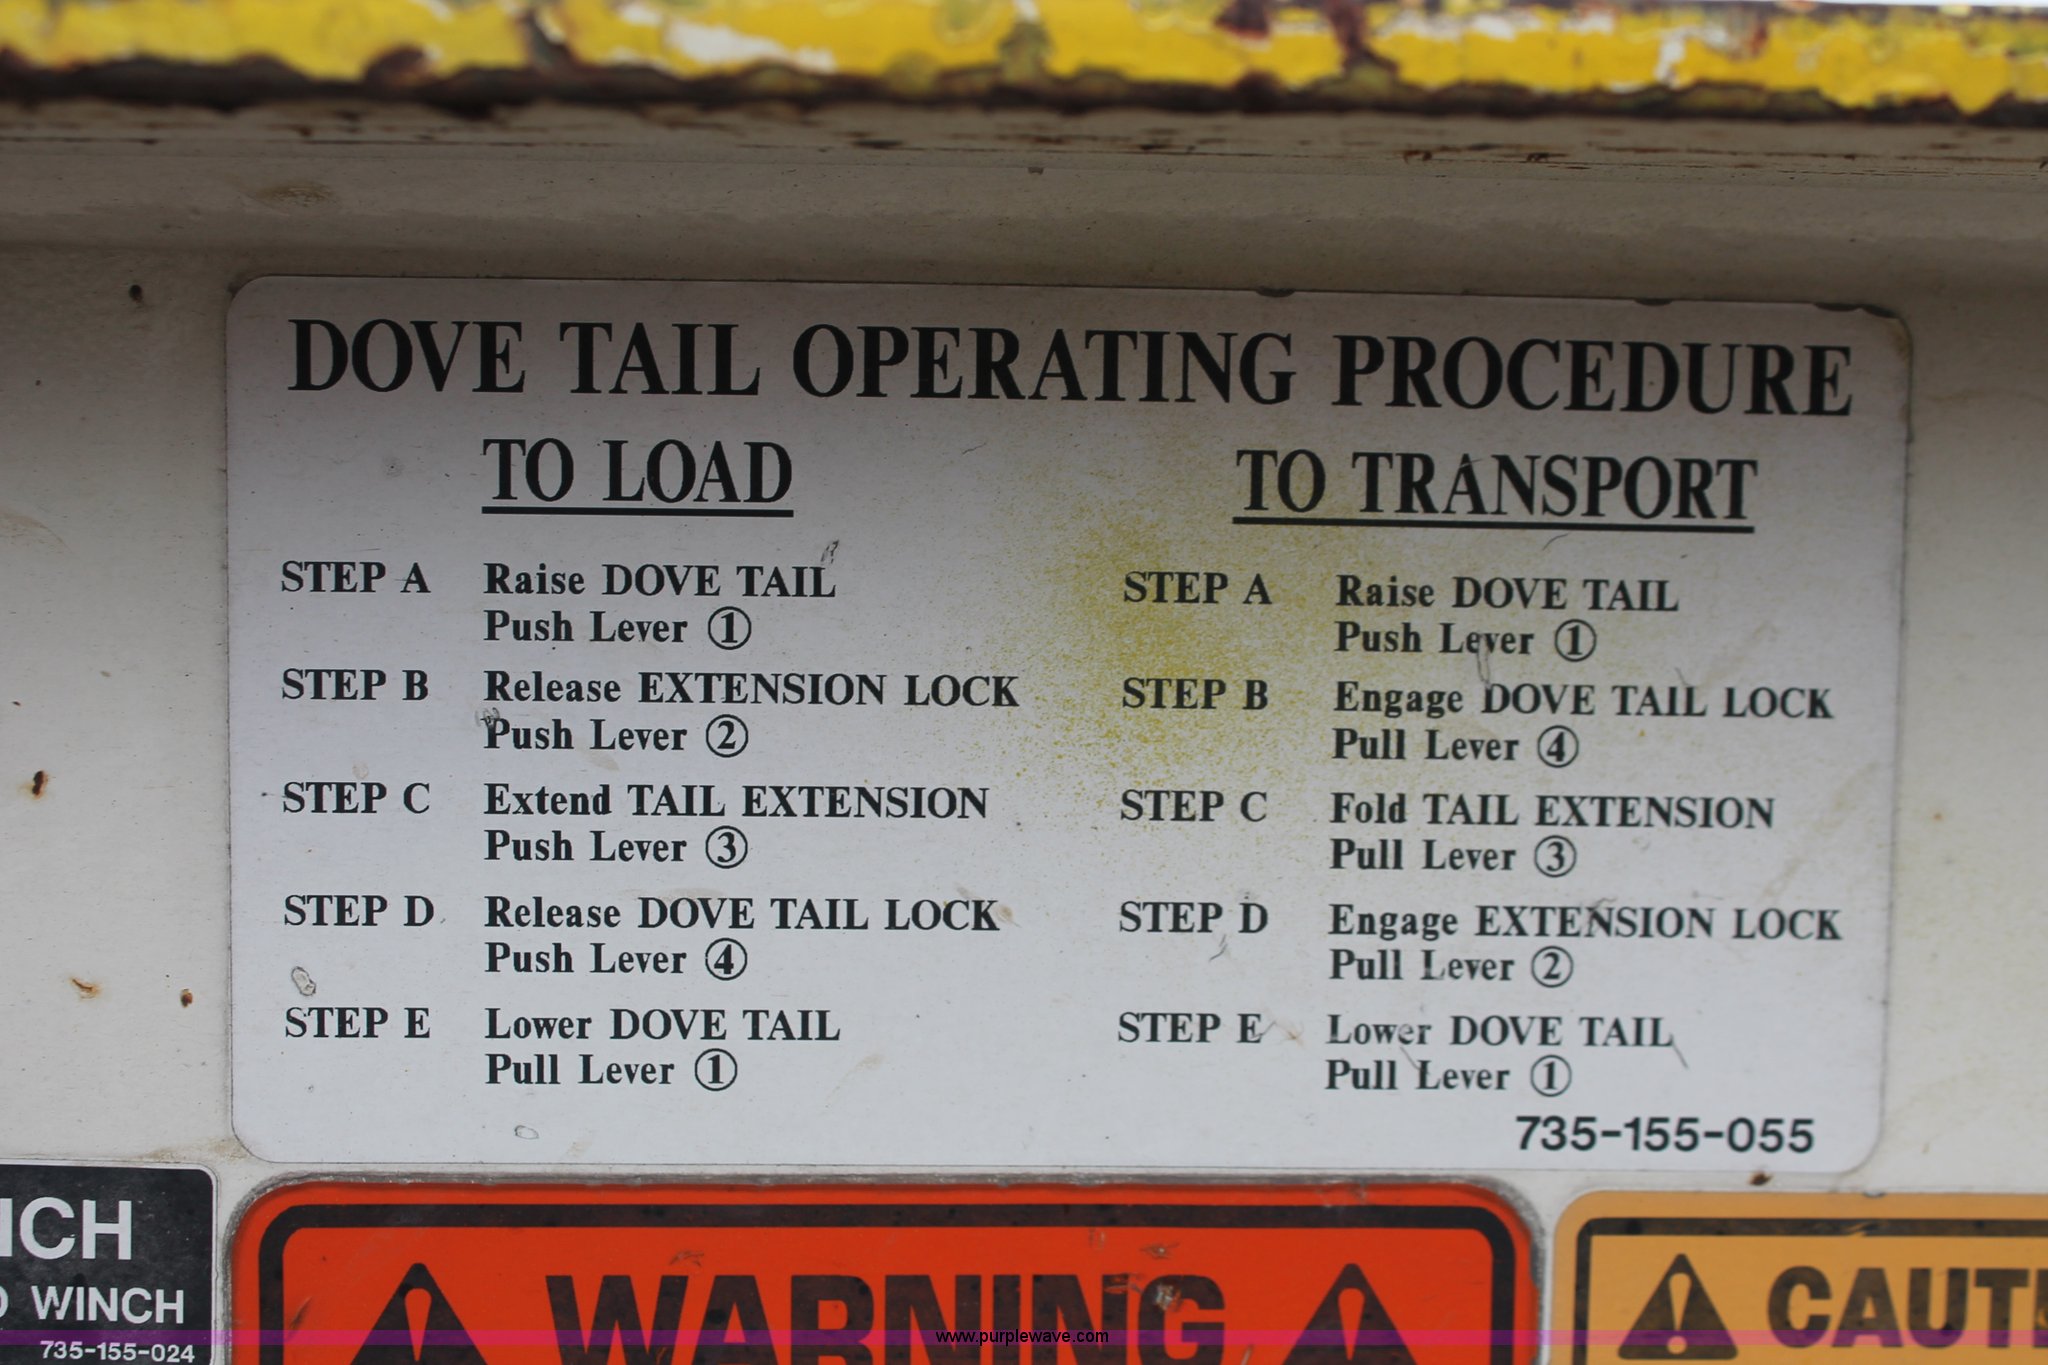 DOVE TAIL OPERATING PROCEDURE
TO LOAD
STEP A Raise DOVE TAIL
Push Lever ①
STEP B Release EXTENSION LOCK
Push Lever ②
STEP C Extend TAIL EXTENSION
Push Lever ③
STEP D Release DOVE TAIL LOCK
Push Lever ④
STEP E Lower DOVE TAIL
Pull Lever ①
TO TRANSPORT
STEP A Raise DOVE TAIL
Push Lever ①
STEP B Engage DOVE TAIL LOCK
Pull Lever ④
STEP C Fold TAIL EXTENSION
Pull Lever ③
STEP D Engage EXTENSION LOCK
Pull Lever ②
STEP E Lower DOVE TAIL
Pull Lever ①
735-155-055
WINCH
735-155-024
WARNING
www.purplewave.com